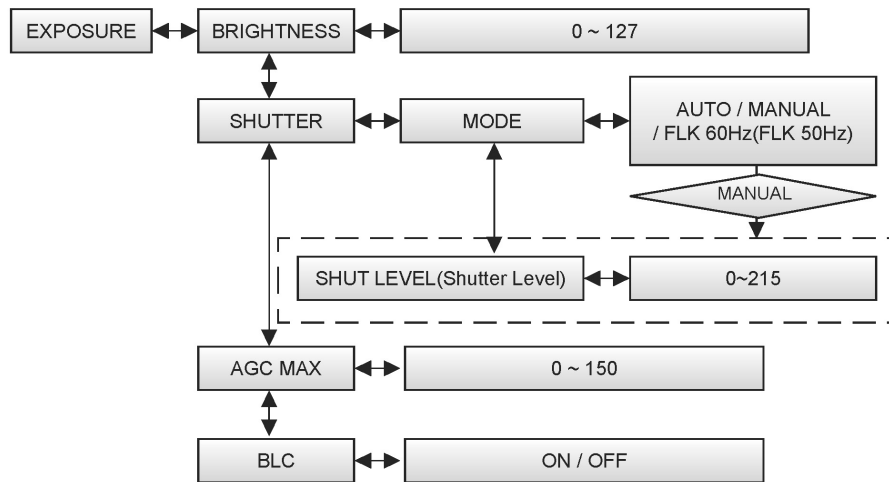 EXPOSURE
BRIGHTNESS
0 ~ 127
SHUTTER
MODE
AUTO / MANUAL
/ FLK 60Hz(FLK 50Hz)
MANUAL
SHUT LEVEL(Shutter Level)
0~215
AGC MAX
0 ~ 150
BLC
ON / OFF